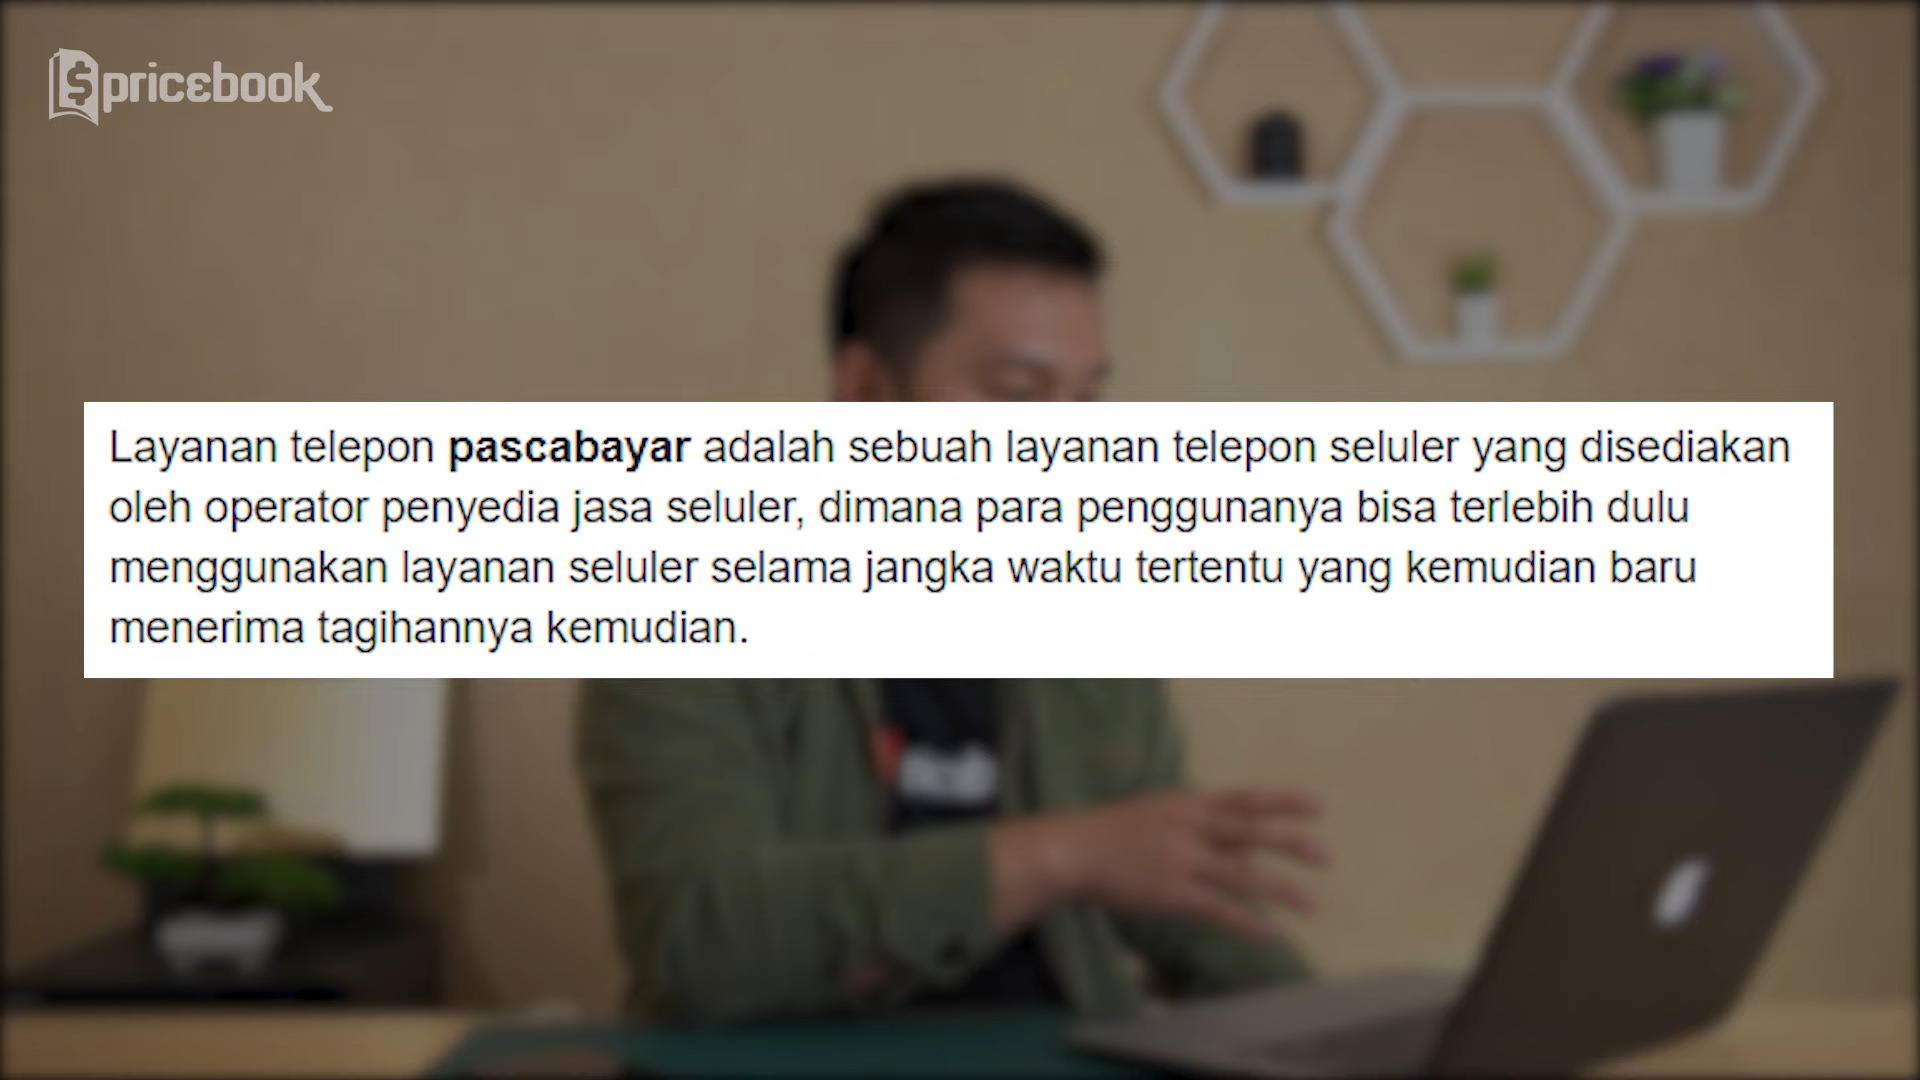 pricebook
Layanan telepon pascabayar adalah sebuah layanan telepon seluler yang disediakan
oleh operator penyedia jasa seluler, dimana para penggunanya bisa terlebih dulu
menggunakan layanan seluler selama jangka waktu tertentu yang kemudian baru
menerima tagihannya kemudian.